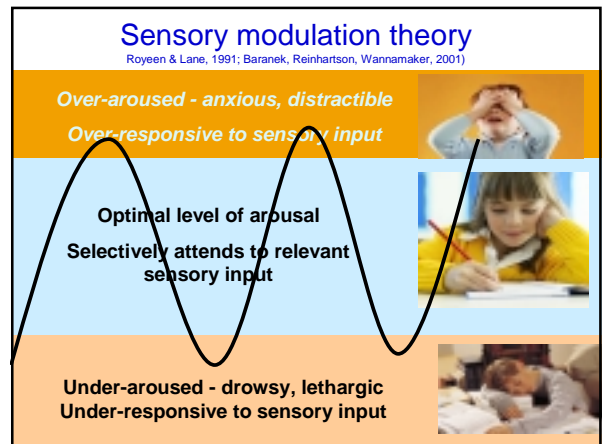 Sensory modulation theory
Royeen & Lane, 1991; Baranek, Reinhartson, Wannamaker, 2001)
Over-aroused - anxious, distractible
Over-responsive to sensory input
Optimal level of arousal
Selectively attends to relevant
sensory input
Under-aroused - drowsy, lethargic
Under-responsive to sensory input